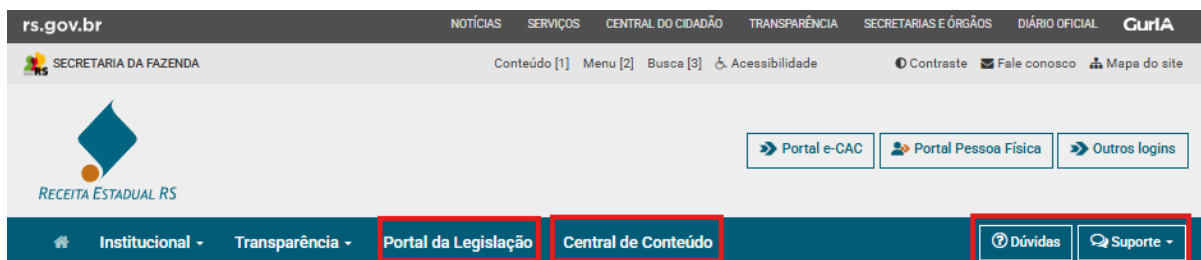 rs.gov.br NOTÍCIAS SERVIÇOS CENTRAL DO CIDADÃO TRANSPARÊNCIA SECRETARIAS E ÓRGÃOS DIÁRIO OFICIAL GurIA
RS SECRETARIA DA FAZENDA Conteúdo [1] Menu [2] Busca [3] Acessibilidade Contraste Fale conosco Mapa do site
Portal e-CAC Portal Pessoa Física Outros logins
RECEITA ESTADUAL RS
Institucional Transparência Portal da Legislação Central de Conteúdo Dúvidas Suporte